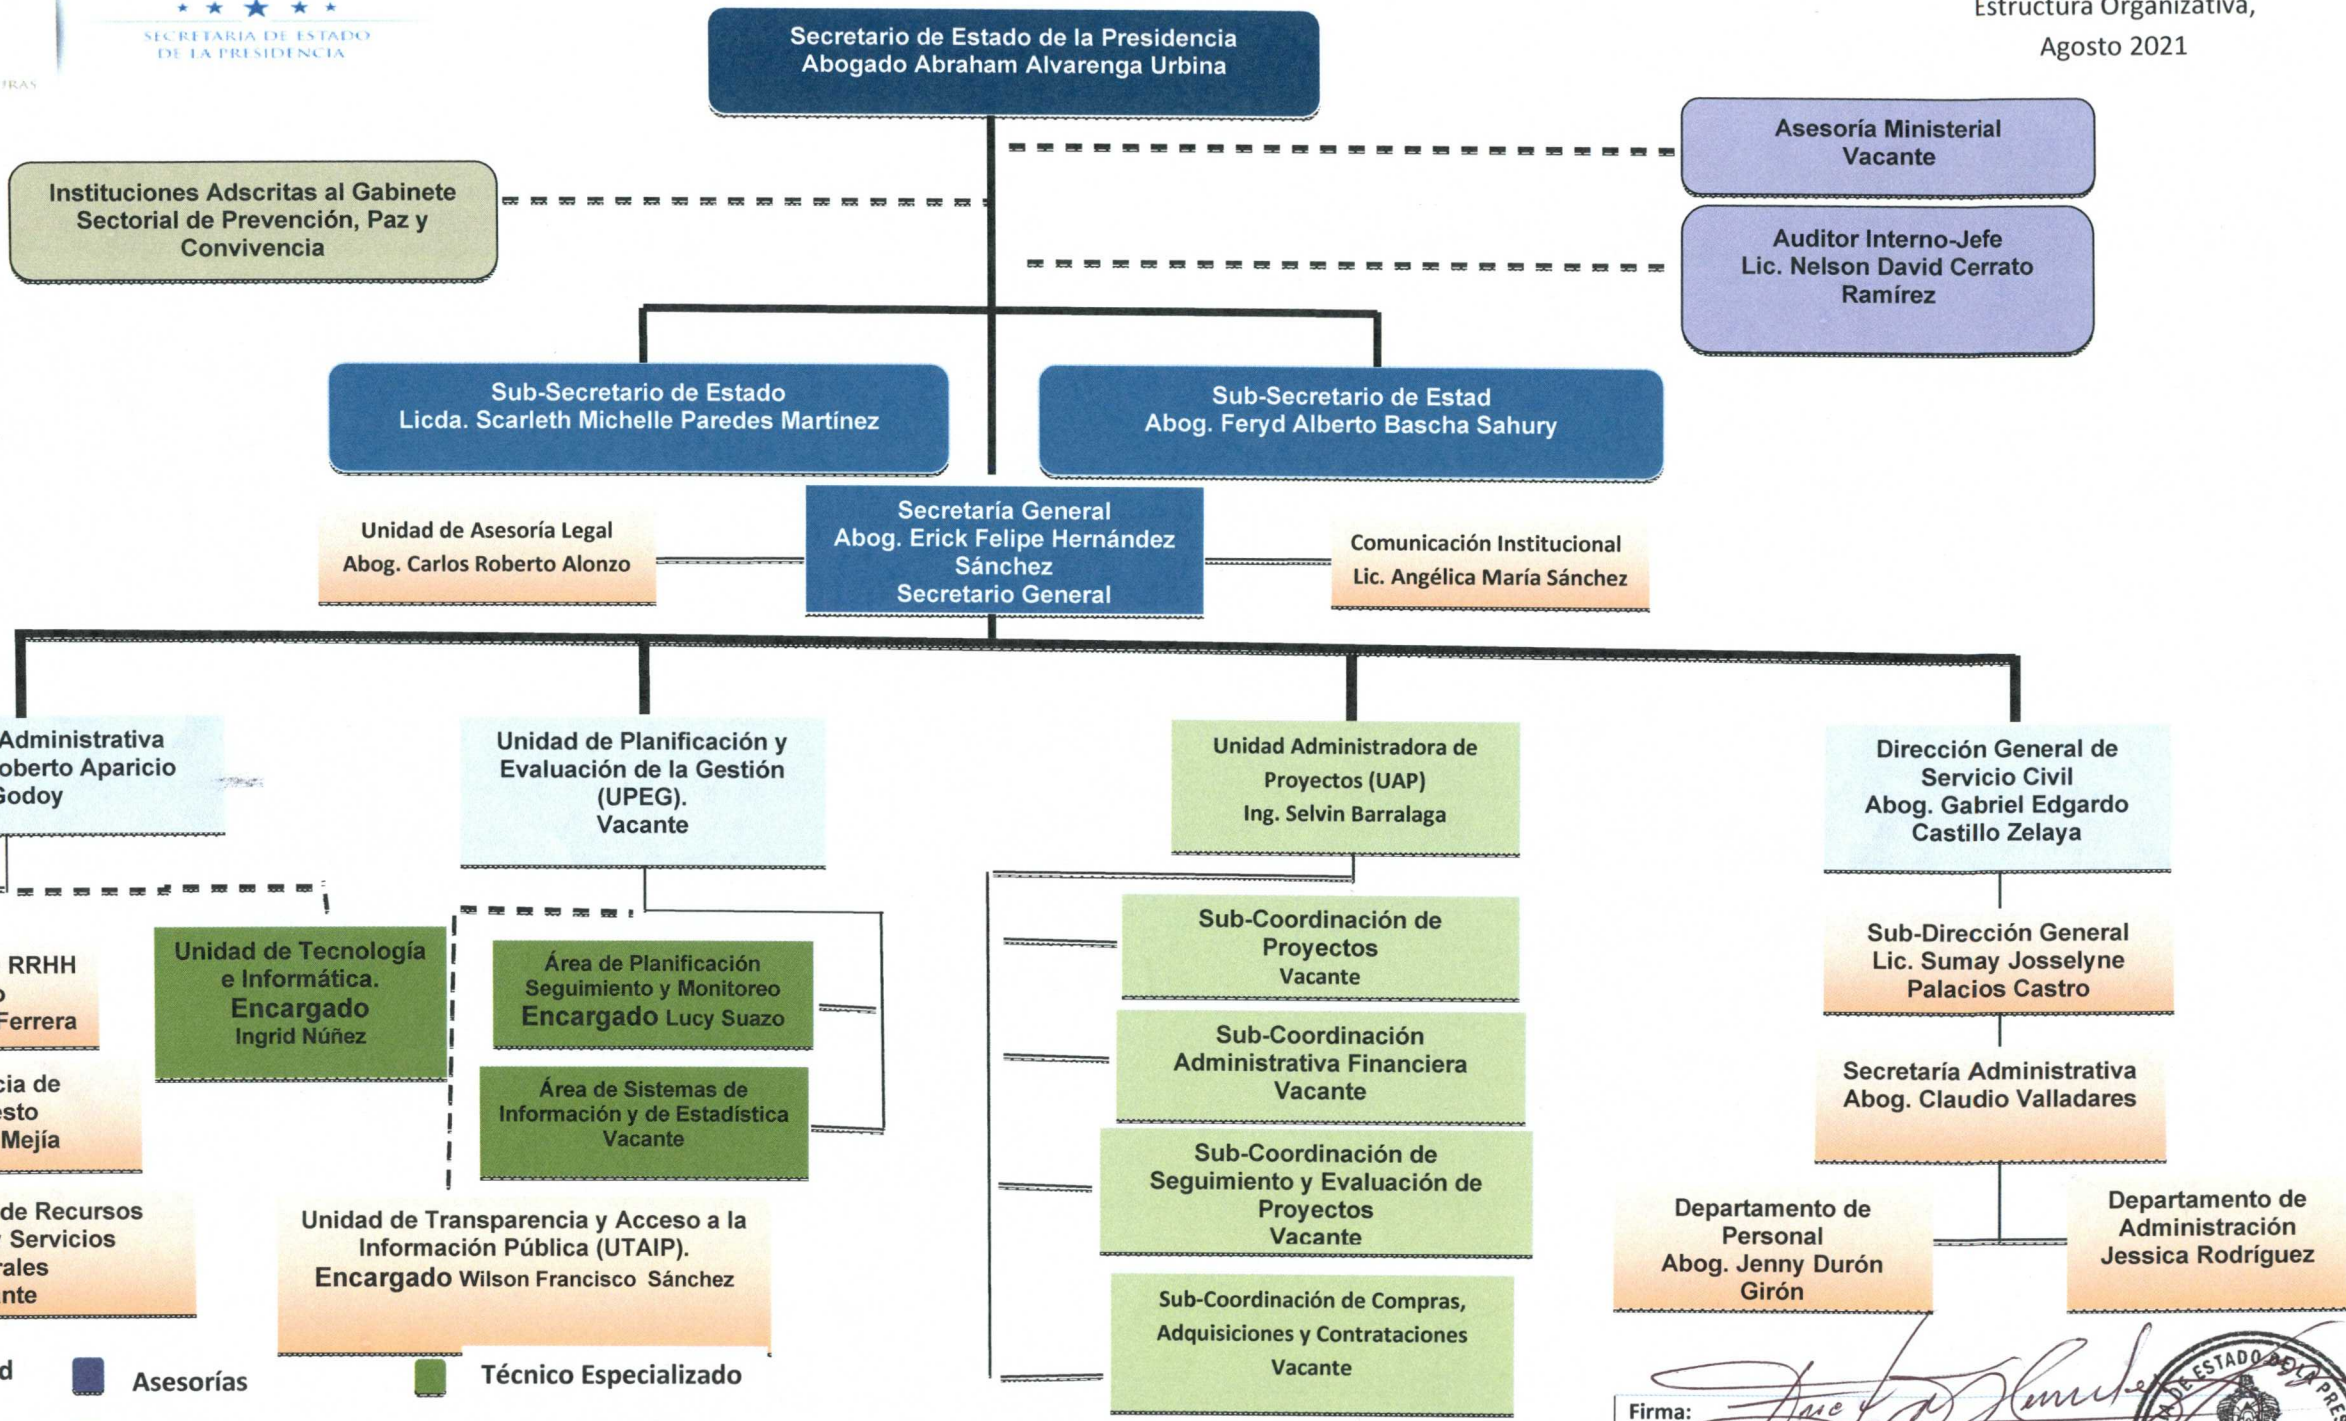 SECRETARIA DE ESTADO
DE LA PRESIDENCIA
Estructura Organizativa,
Agosto 2021
Secretario de Estado de la Presidencia
Abogado Abraham Alvarenga Urbina
Asesoría Ministerial
Vacante
Instituciones Adscritas al Gabinete
Sectorial de Prevención, Paz y
Convivencia
Auditor Interno-Jefe
Lic. Nelson David Cerrato
Ramírez
Sub-Secretario de Estado
Licda. Scarleth Michelle Paredes Martínez
Sub-Secretario de Estad
Abog. Feryd Alberto Bascha Sahury
Unidad de Asesoría Legal
Abog. Carlos Roberto Alonzo
Secretaría General
Abog. Erick Felipe Hernández
Sánchez
Secretario General
Comunicación Institucional
Lic. Angélica María Sánchez
Administrativa
oberto Aparicio
Godoy
Unidad de Planificación y
Evaluación de la Gestión
(UPEG).
Vacante
Unidad Administradora de
Proyectos (UAP)
Ing. Selvin Barralaga
Dirección General de
Servicio Civil
Abog. Gabriel Edgardo
Castillo Zelaya
RRHH
o
Ferrera
Unidad de Tecnología
e Informática.
Encargado
Ingrid Núñez
Área de Planificación
Seguimiento y Monitoreo
Encargado Lucy Suazo
Sub-Coordinación de
Proyectos
Vacante
Sub-Dirección General
Lic. Sumay Josselyne
Palacios Castro
cia de
esto
Mejía
Área de Sistemas de
Información y de Estadística
Vacante
Sub-Coordinación
Administrativa Financiera
Vacante
Secretaría Administrativa
Abog. Claudio Valladares
de Recursos
y Servicios
rales
nte
Unidad de Transparencia y Acceso a la
Información Pública (UTAIP).
Encargado Wilson Francisco Sánchez
Sub-Coordinación de
Seguimiento y Evaluación de
Proyectos
Vacante
Departamento de
Personal
Abog. Jenny Durón
Girón
Departamento de
Administración
Jessica Rodríguez
Sub-Coordinación de Compras,
Adquisiciones y Contrataciones
Vacante
d
Asesorías
Técnico Especializado
Firma:
DE ESTADO DE LA PRE